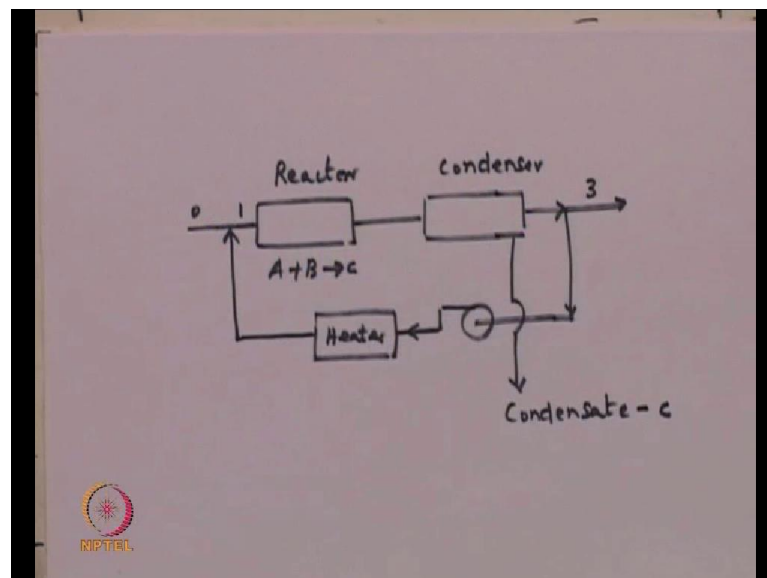 Reactor
Condenser
0
1
3
A+B→C
Heater
Condensate - C
NPTEL